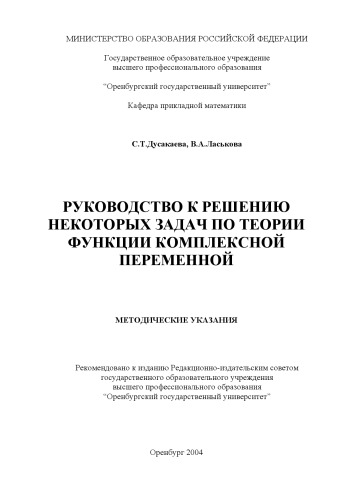 МИНИСТЕРСТВО ОБРАЗОВАНИЯ РОССИЙСКОЙ ФЕДЕРАЦИИ
Государственное образовательное учреждение
высшего профессионального образования
“Оренбургский государственный университет”
Кафедра прикладной математики
С.Т.Дусакаева, В.А.Ласькова
РУКОВОДСТВО К РЕШЕНИЮ
НЕКОТОРЫХ ЗАДАЧ ПО ТЕОРИИ
ФУНКЦИИ КОМПЛЕКСНОЙ
ПЕРЕМЕННОЙ
МЕТОДИЧЕСКИЕ УКАЗАНИЯ
Рекомендовано к изданию Редакционно-издательским советом
государственного образовательного учреждения
высшего профессионального образования
“Оренбургский государственный университет”
Оренбург 2004